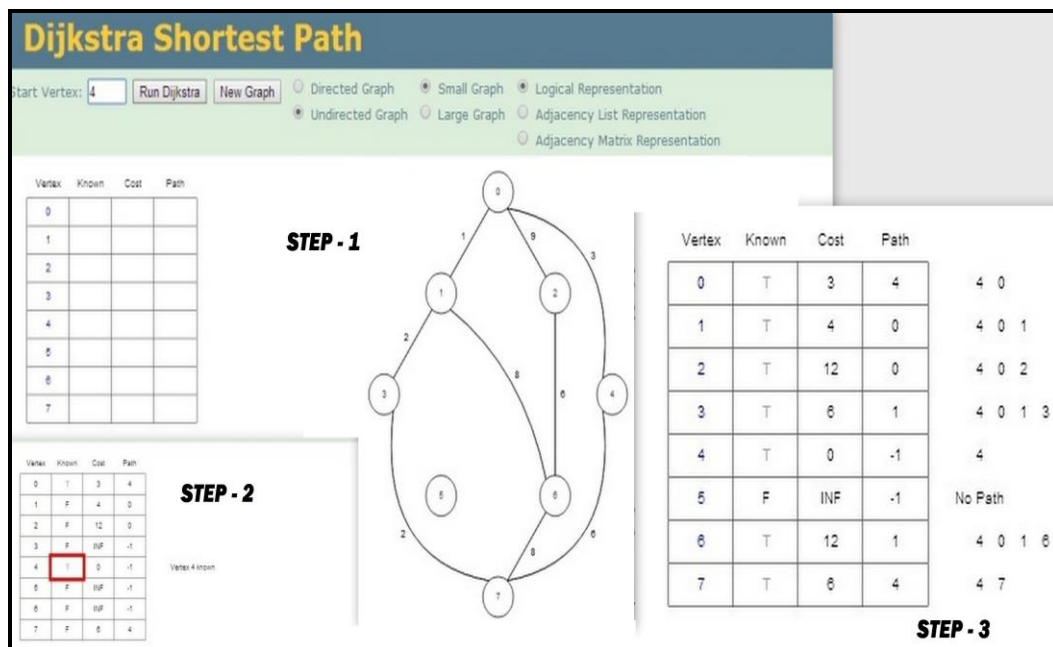 Dijkstra Shortest Path
Start Vertex: 4 Run Dijkstra New Graph
Directed Graph Small Graph Logical Representation
Undirected Graph Large Graph Adjacency List Representation
Adjacency Matrix Representation
Vertex Known Cost Path
0
1
2
3
4
5
6
7
STEP - 1
0
1
9
3
1
2
2
8
6
3
4
5
6
2
8
6
7
Vertex Known Cost Path
0 T 3 4
1 F 4 0
2 F 12 0
3 F INF -1
4 T 0 -1 Vertex 4 known
5 F INF -1
6 F INF -1
7 F 6 4
STEP - 2
Vertex Known Cost Path
0 T 3 4 4 0
1 T 4 0 4 0 1
2 T 12 0 4 0 2
3 T 6 1 4 0 1 3
4 T 0 -1 4
5 F INF -1 No Path
6 T 12 1 4 0 1 6
7 T 6 4 4 7
STEP - 3